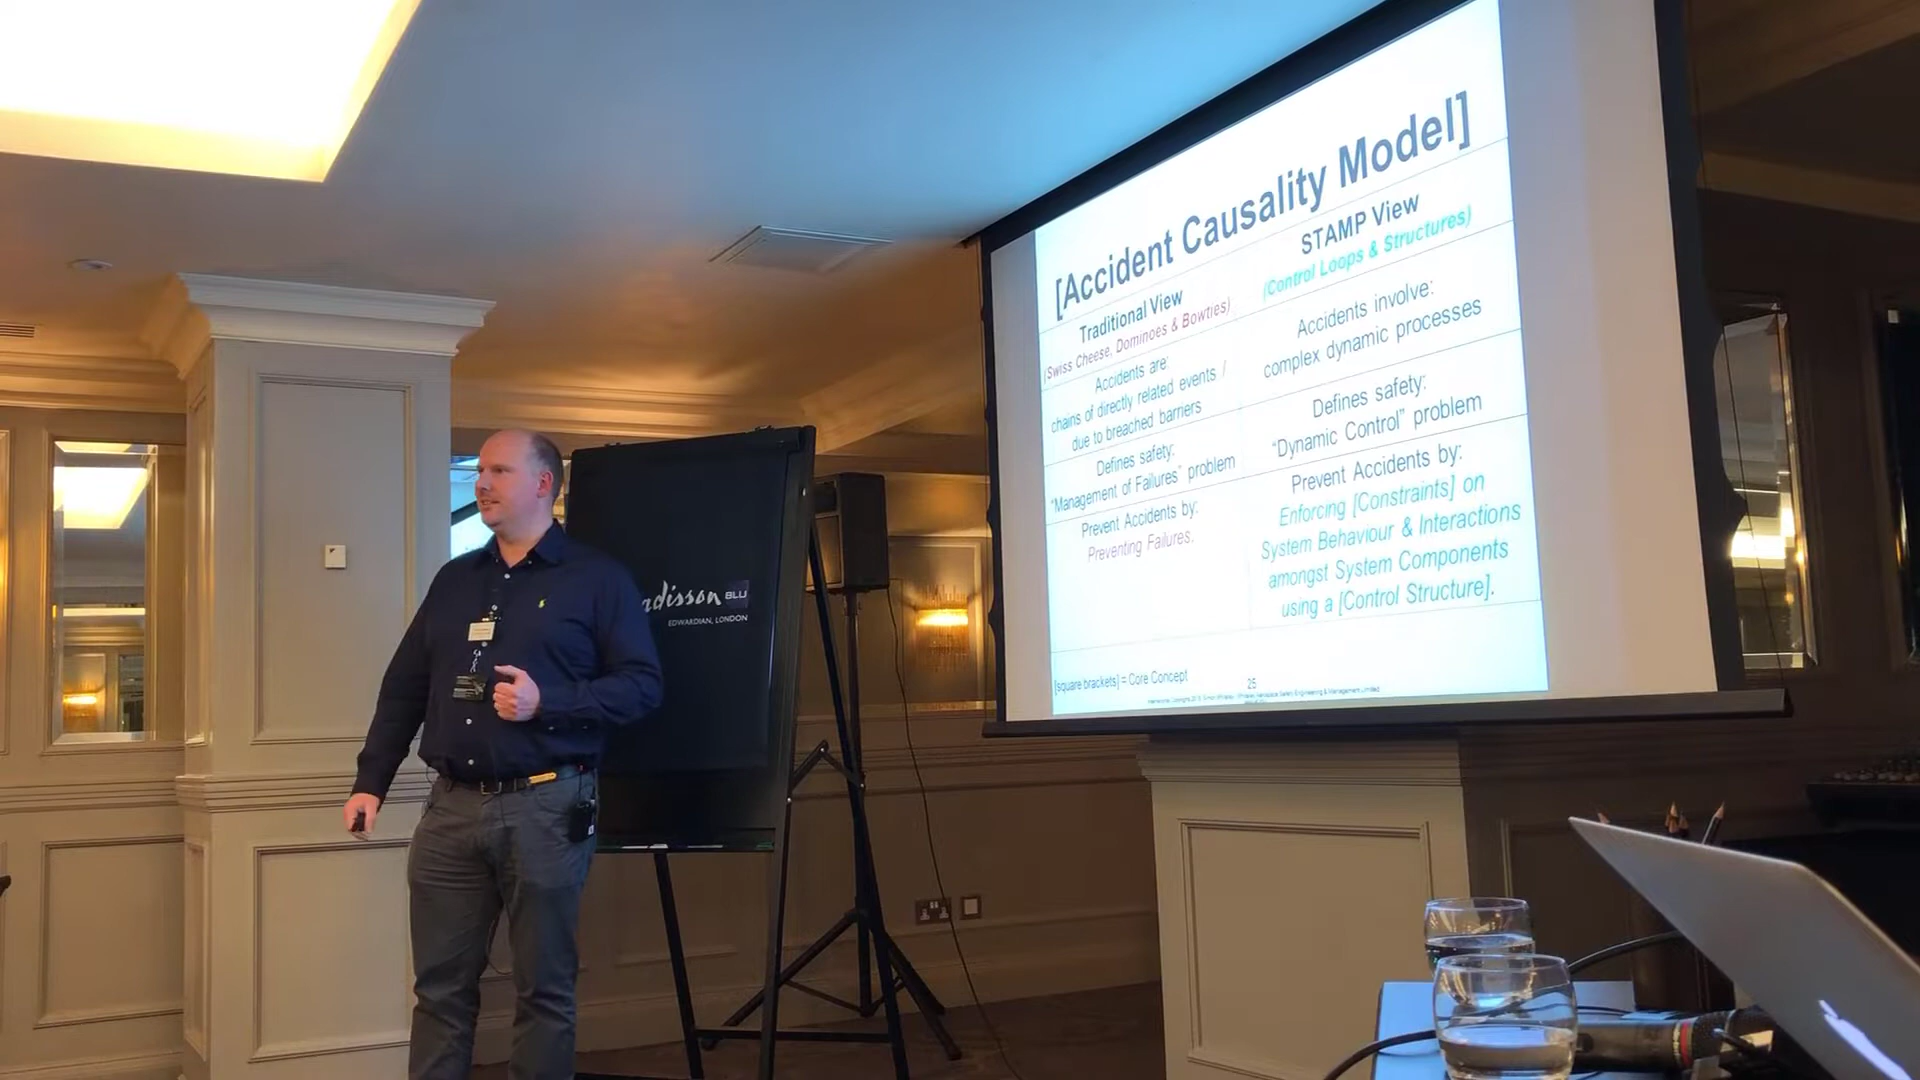 [Accident Causality Model]
Traditional View
(Swiss Cheese, Dominoes & Bowties)
Accidents are:
chains of directly related events /
due to breached barriers
Defines safety:
"Management of Failures" problem
Prevent Accidents by:
Preventing Failures.
STAMP View
(Control Loops & Structures)
Accidents involve:
complex dynamic processes
Defines safety:
"Dynamic Control" problem
Prevent Accidents by:
Enforcing [Constraints] on
System Behaviour & Interactions
amongst System Components
using a [Control Structure].
[square brackets] = Core Concept
25
adisson BLU
EDWARDIAN, LONDON